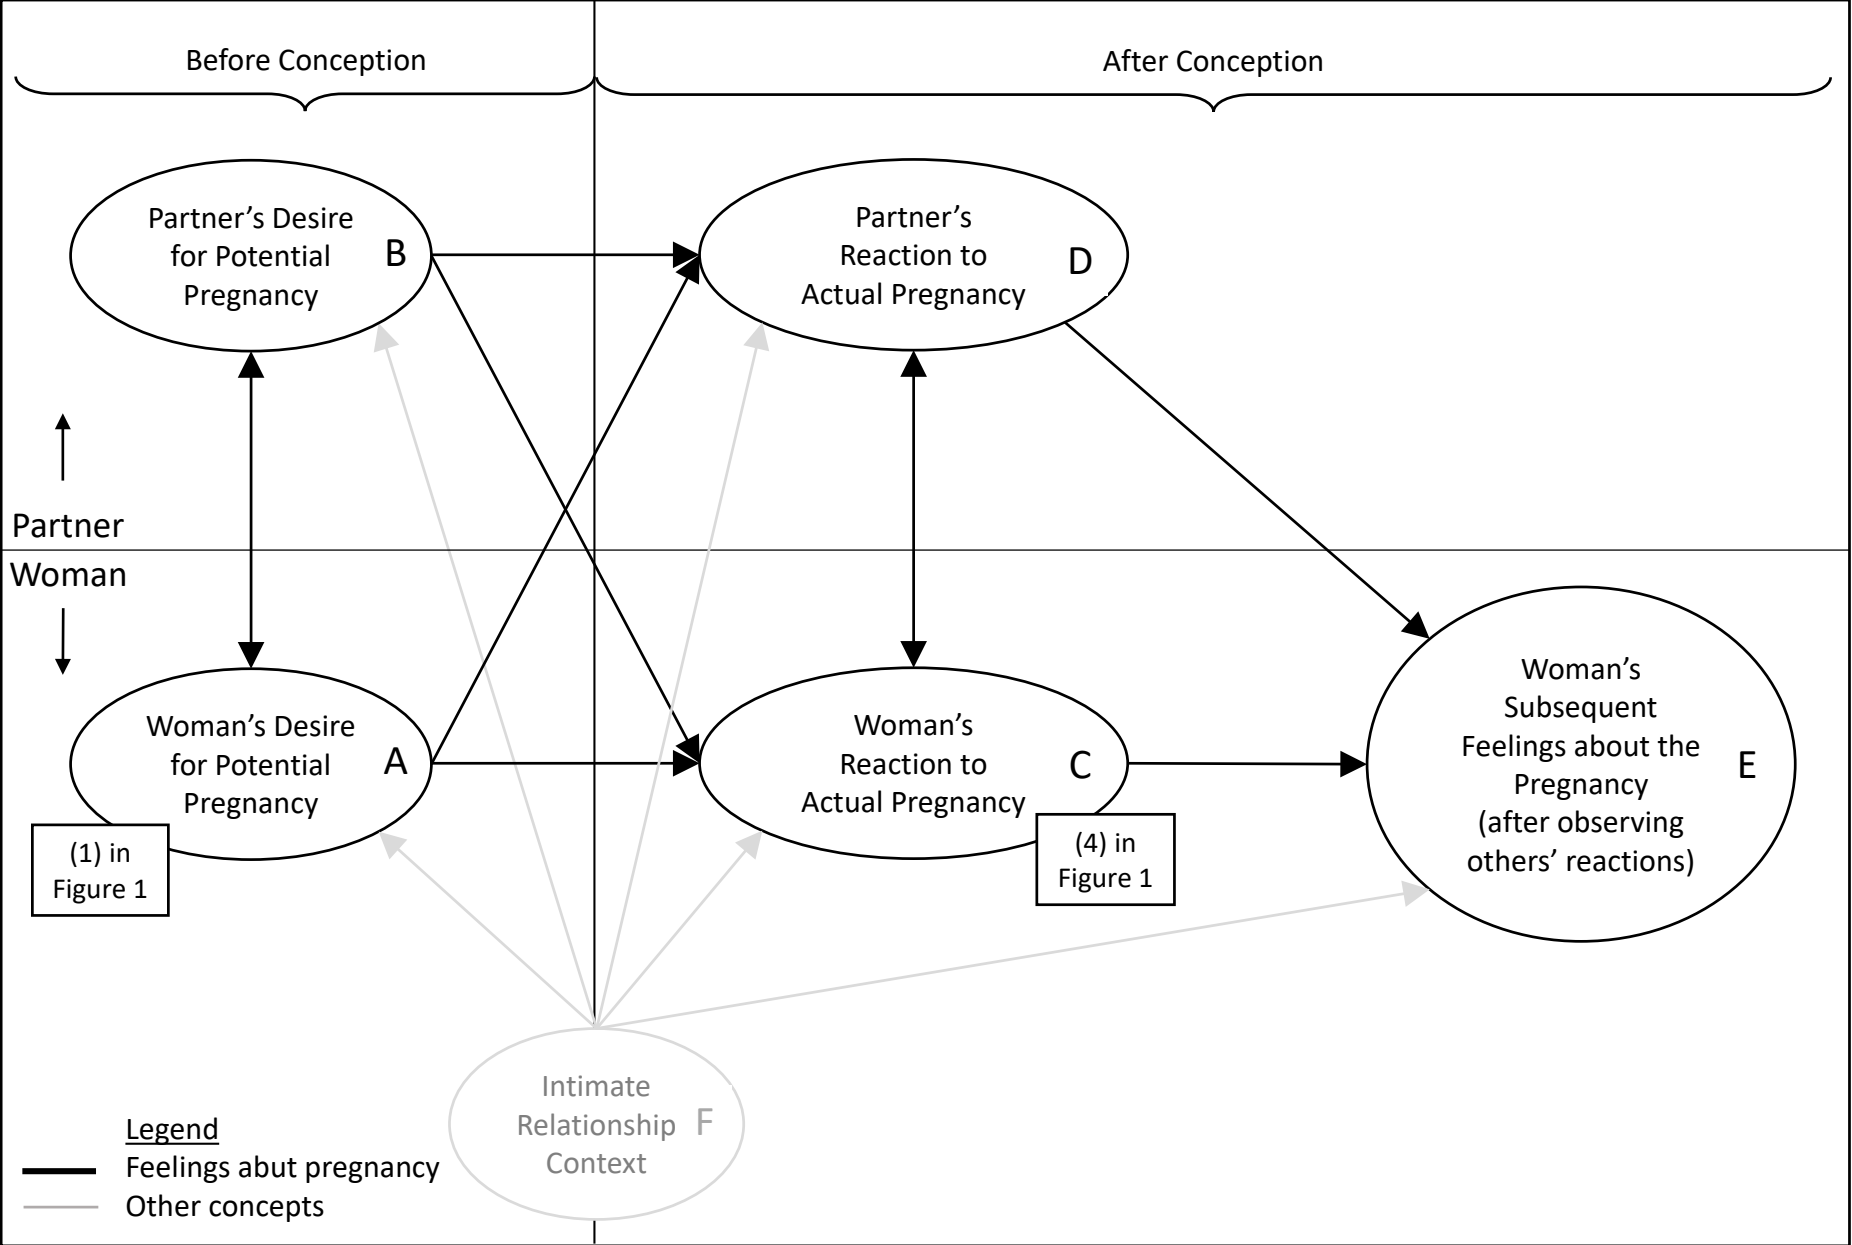 Before Conception
After Conception
Partner’s Desire
for Potential
Pregnancy
B
Partner’s
Reaction to
Actual Pregnancy
D
Partner
Woman
Woman’s Desire
for Potential
Pregnancy
A
(1) in
Figure 1
Woman’s
Reaction to
Actual Pregnancy
C
(4) in
Figure 1
Woman’s
Subsequent
Feelings about the
Pregnancy
(after observing
others’ reactions)
E
Intimate
Relationship
Context
F
Legend
Feelings abut pregnancy
Other concepts